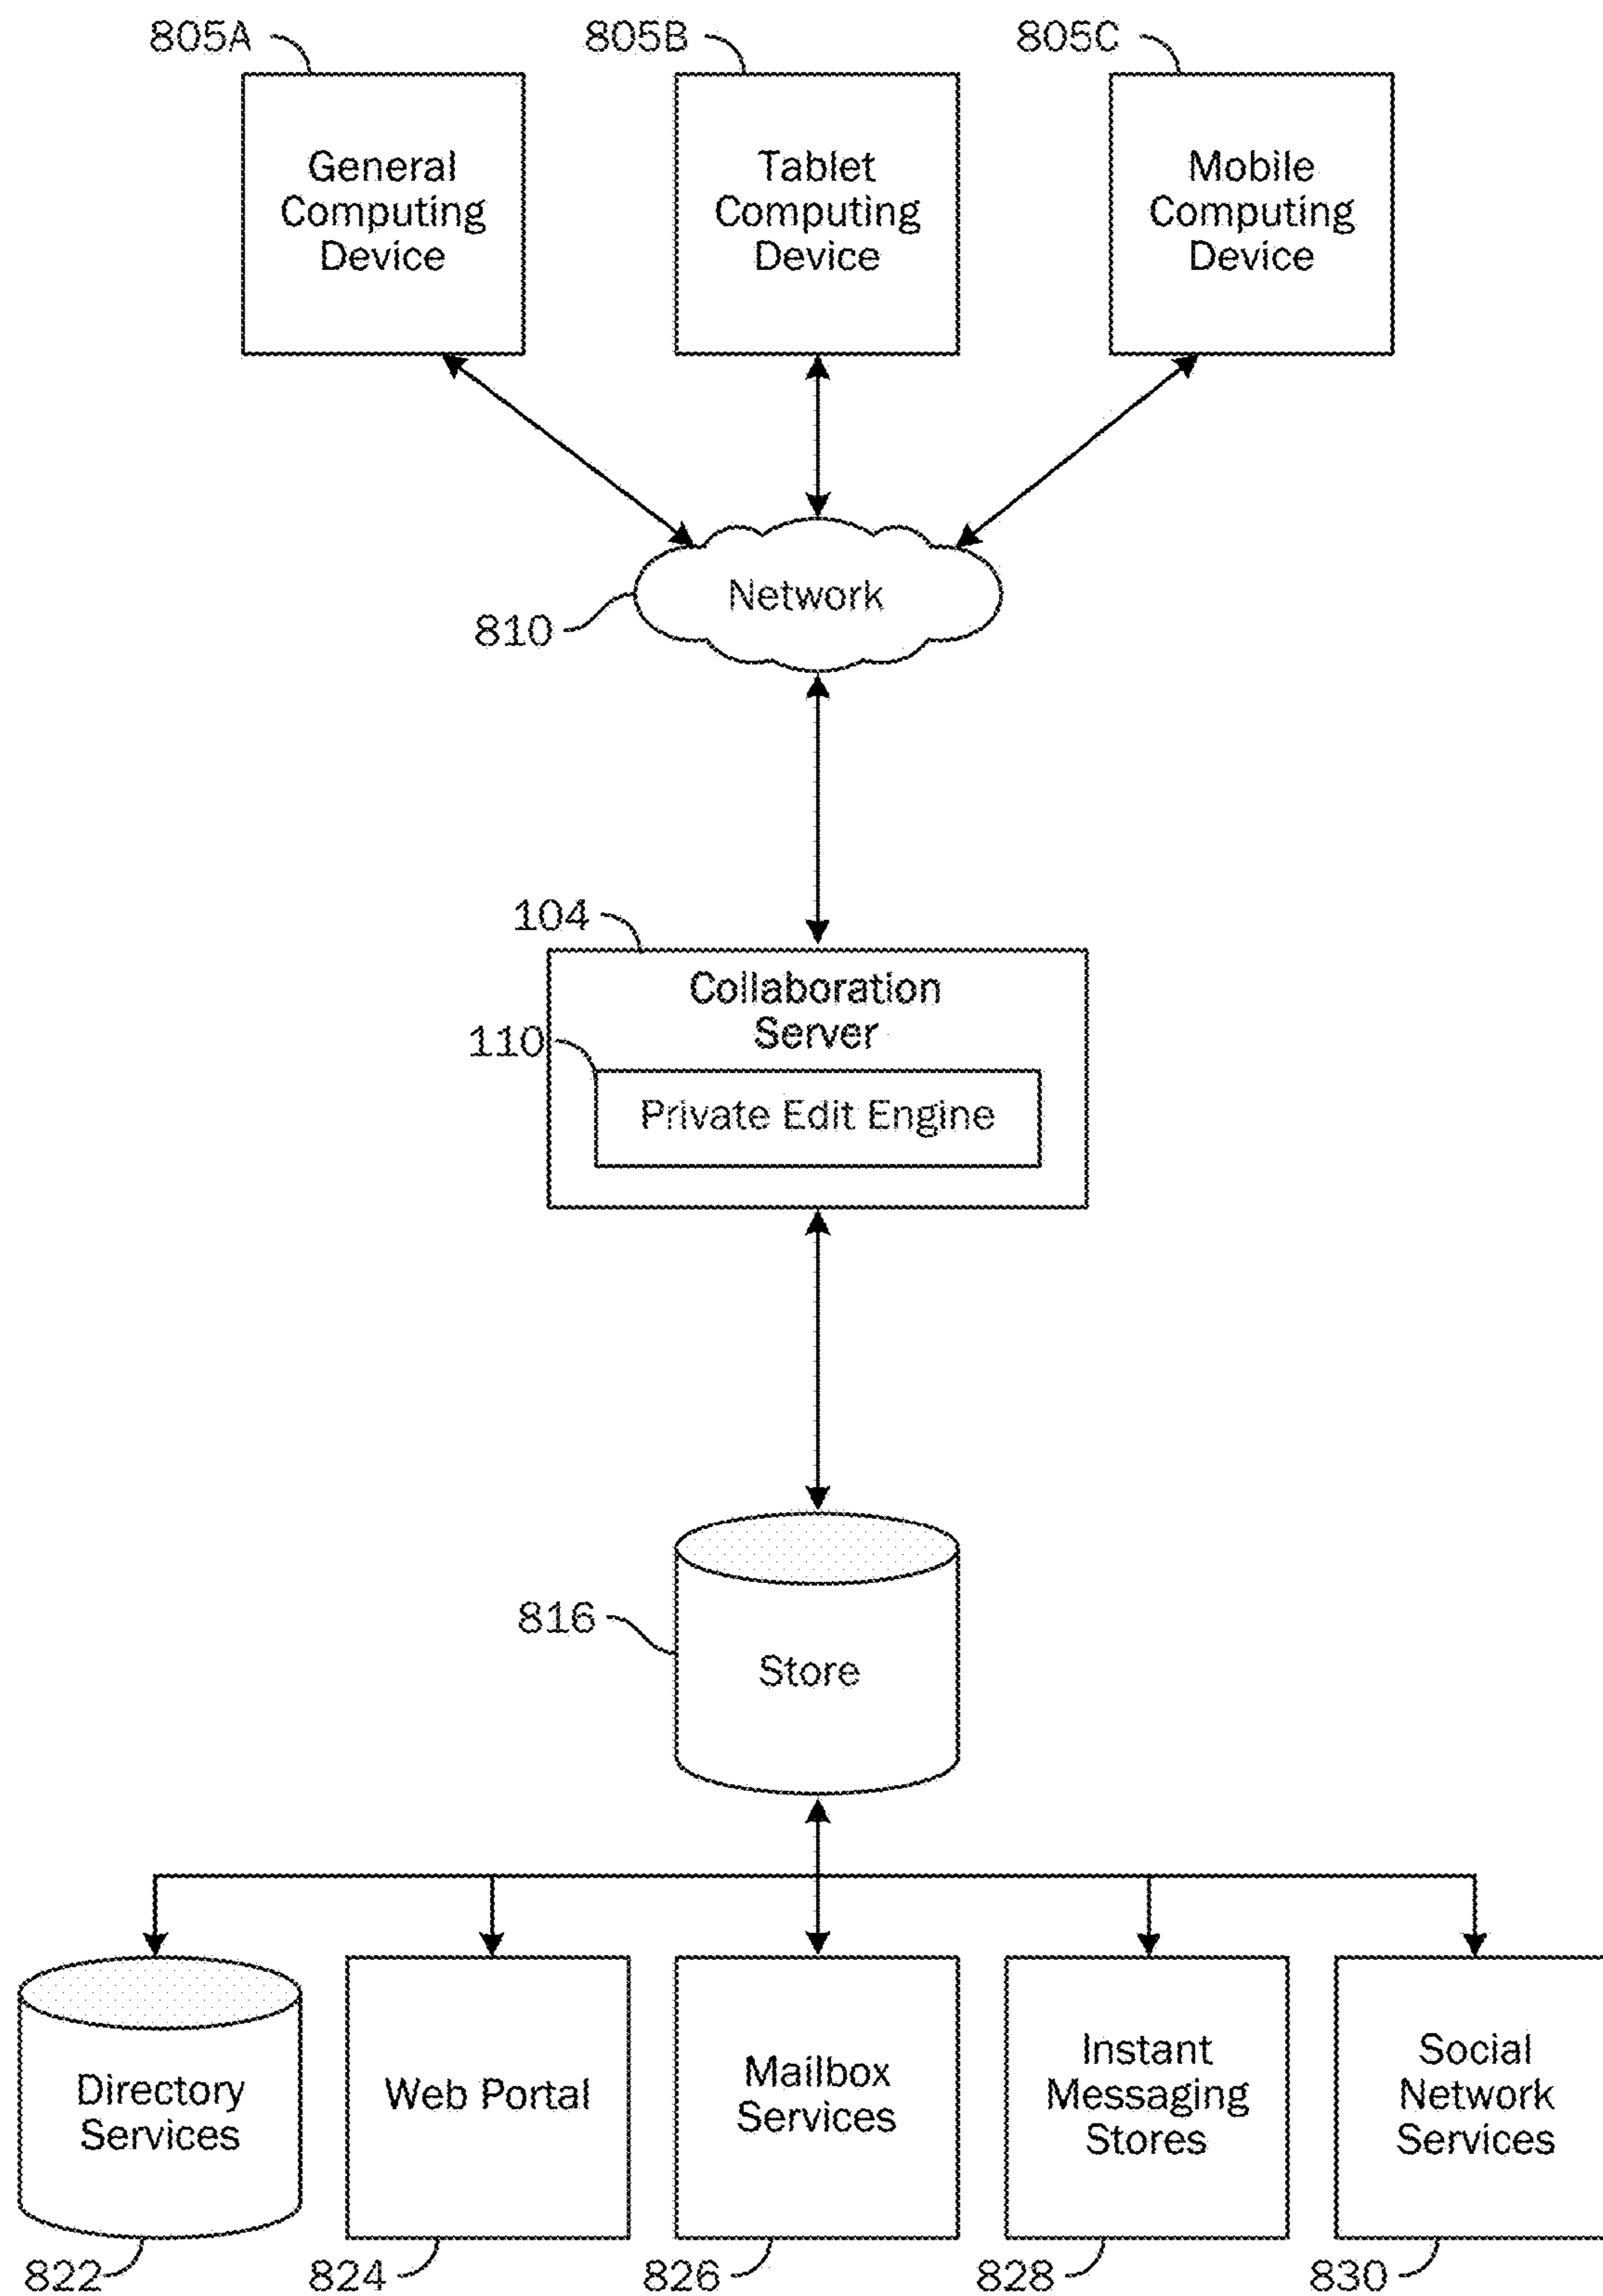 805A
805B
805C
General
Computing
Device
Tablet
Computing
Device
Mobile
Computing
Device
Network
810
104
Collaboration
Server
110
Private Edit Engine
816
Store
Directory
Services
Web Portal
Mailbox
Services
Instant
Messaging
Stores
Social
Network
Services
822
824
826
828
830